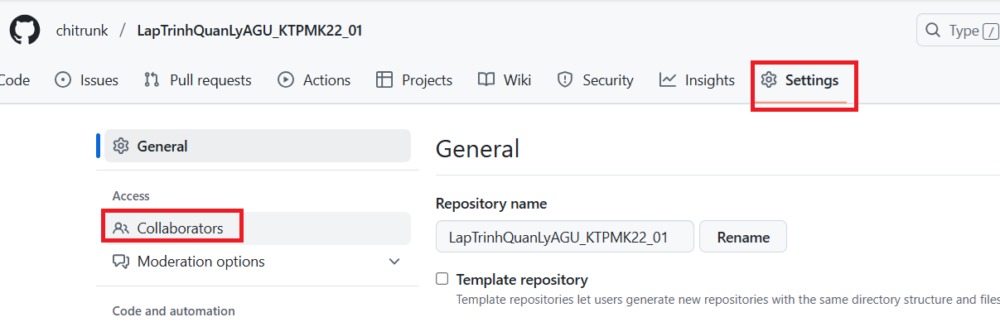 chitrunk / LapTrinhQuanLyAGU_KTPMK22_01
Type /
Code Issues Pull requests Actions Projects Wiki Security Insights Settings
General
General
Access
Repository name
Collaborators
LapTrinhQuanLyAGU_KTPMK22_01 Rename
Moderation options
Template repository
Template repositories let users generate new repositories with the same directory structure and files
Code and automation